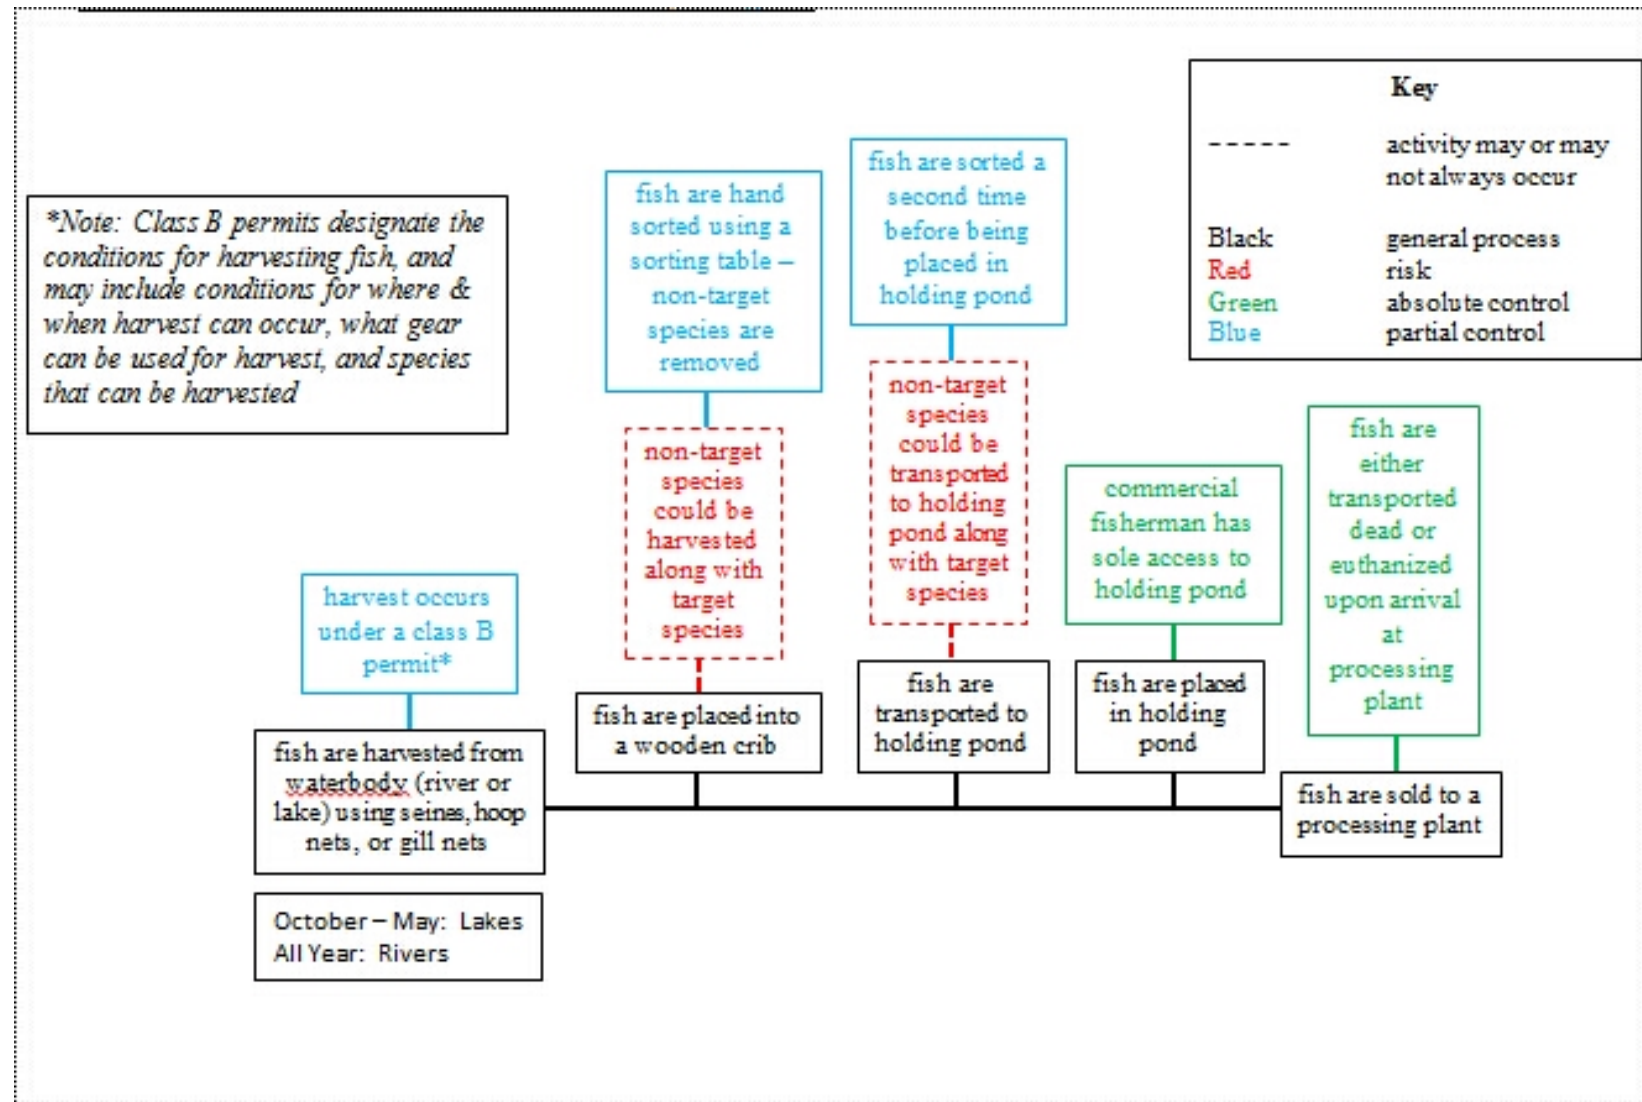 *Note: Class B permits designate the
conditions for harvesting fish, and
may include conditions for where &
when harvest can occur, what gear
can be used for harvest, and species
that can be harvested
Key
----- activity may or may
not always occur
Black general process
Red risk
Green absolute control
Blue partial control
harvest occurs
under a class B
permit*
fish are harvested from
waterbody (river or
lake) using seines, hoop
nets, or gill nets
October – May: Lakes
All Year: Rivers
fish are hand
sorted using a
sorting table –
non-target
species are
removed
non-target
species
could be
harvested
along with
target
species
fish are placed into
a wooden crib
fish are sorted a
second time
before being
placed in
holding pond
non-target
species
could be
transported
to holding
pond along
with target
species
fish are
transported to
holding pond
commercial
fisherman has
sole access to
holding pond
fish are placed
in holding
pond
fish are
either
transported
dead or
euthanized
upon arrival
at
processing
plant
fish are sold to a
processing plant